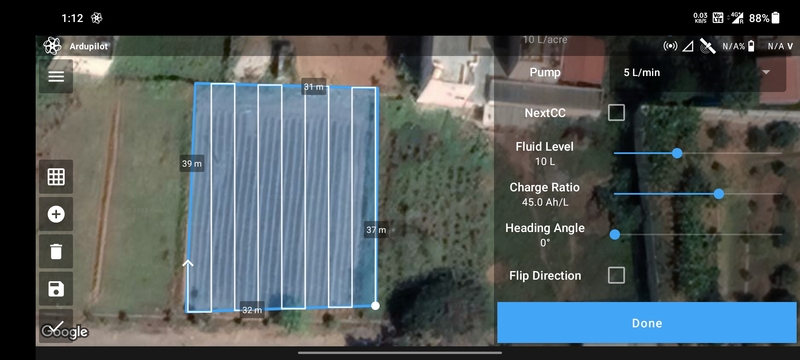 1:12
0.03
KB/S
4G
88%
Ardupilot
N/A%
N/A V
10 L/acre
Pump
5 L/min
NextCC
Fluid Level
10 L
Charge Ratio
45.0 Ah/L
Heading Angle
0°
Flip Direction
Done
31 m
39 m
37 m
32 m
Google